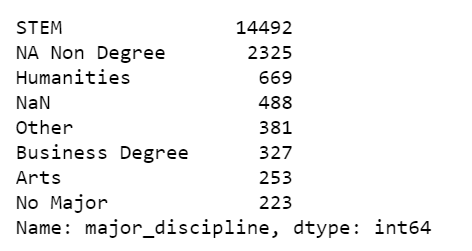 STEM 14492
NA Non Degree 2325
Humanities 669
NaN 488
Other 381
Business Degree 327
Arts 253
No Major 223
Name: major_discipline, dtype: int64